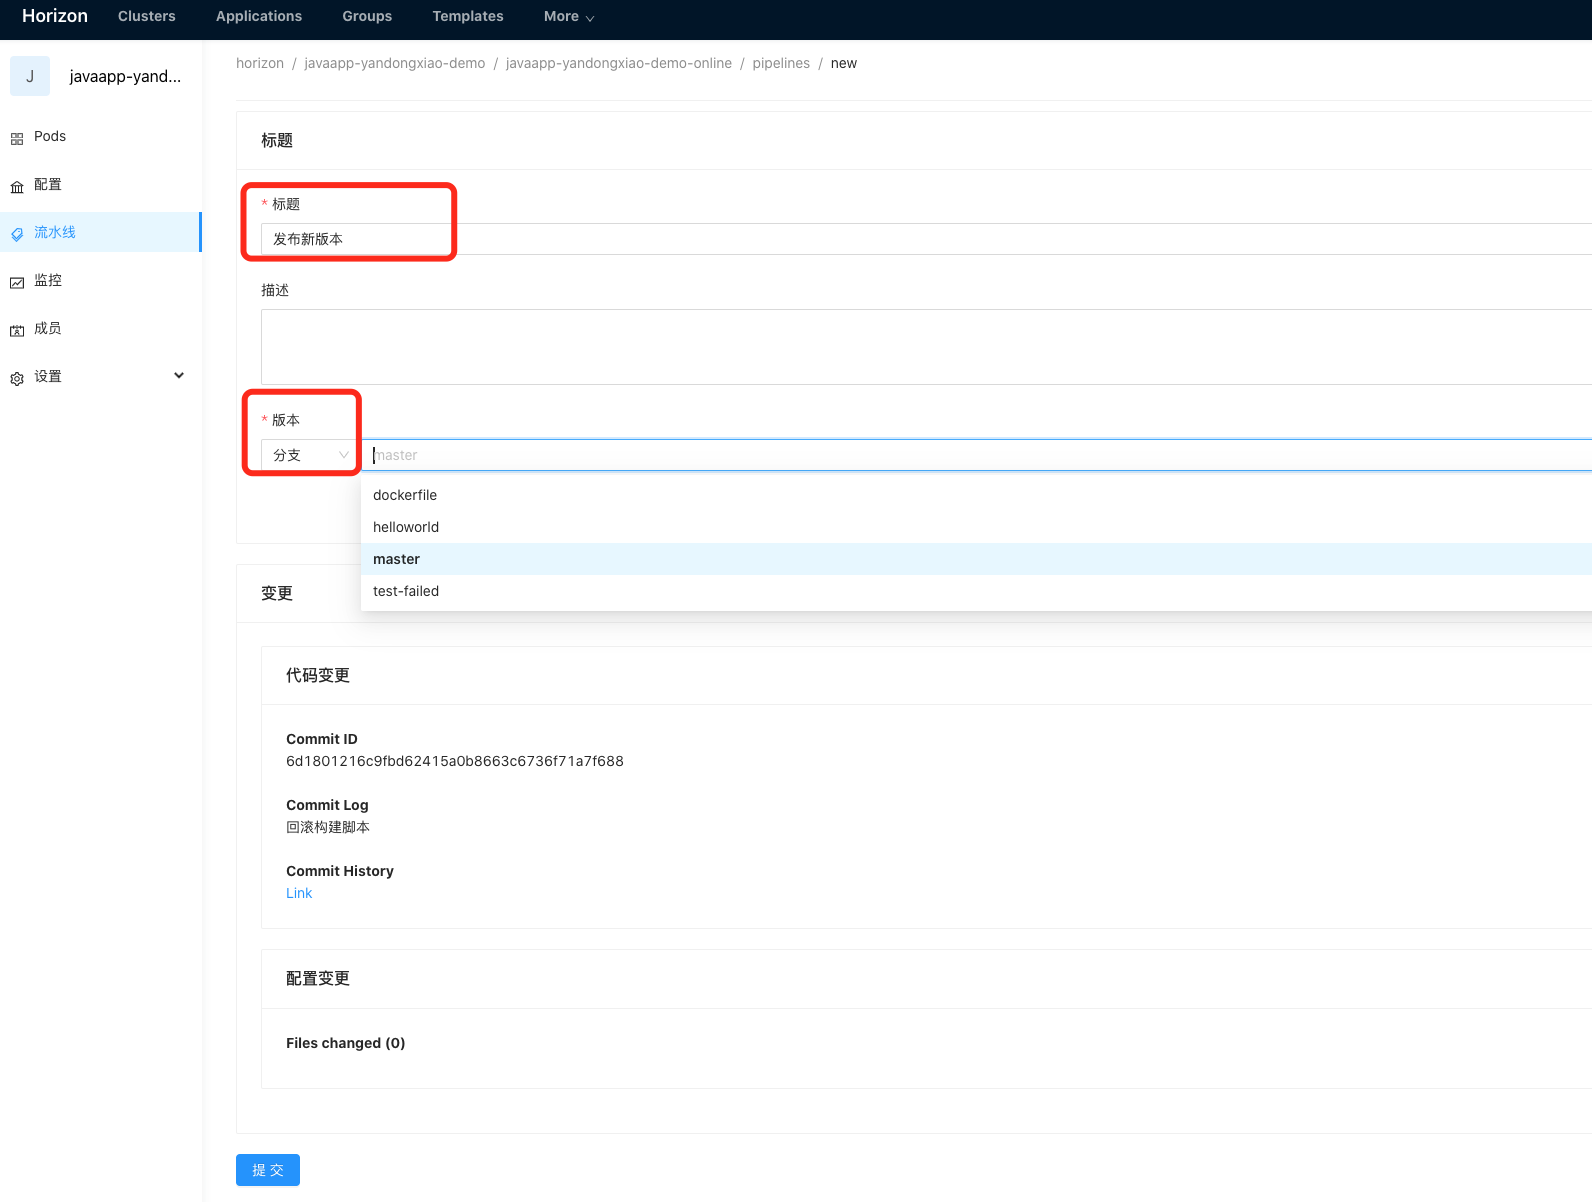 Horizon Clusters Applications Groups Templates More
J javaapp-yand...
Pods
配置
流水线
监控
成员
设置
horizon / javaapp-yandongxiao-demo / javaapp-yandongxiao-demo-online / pipelines / new
标题
* 标题
发布新版本
描述
* 版本
分支 master
dockerfile
helloworld
master
test-failed
变更
代码变更
Commit ID
6d1801216c9fbd62415a0b8663c6736f71a7f688
Commit Log
回滚构建脚本
Commit History
Link
配置变更
Files changed (0)
提 交